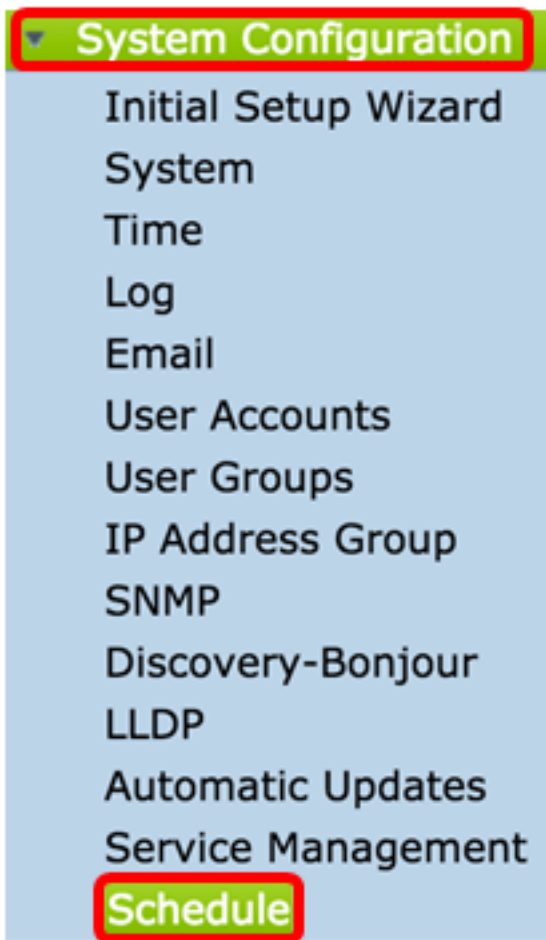 System Configuration
Initial Setup Wizard
System
Time
Log
Email
User Accounts
User Groups
IP Address Group
SNMP
Discovery-Bonjour
LLDP
Automatic Updates
Service Management
Schedule